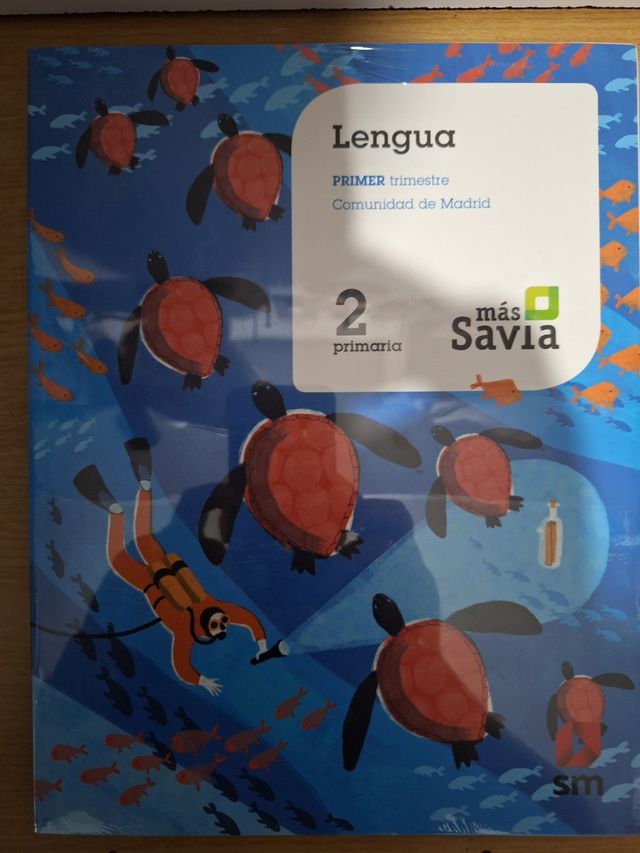 Lengua
PRIMER trimestre
Comunidad de Madrid
2
primaria
más
Savia
sm